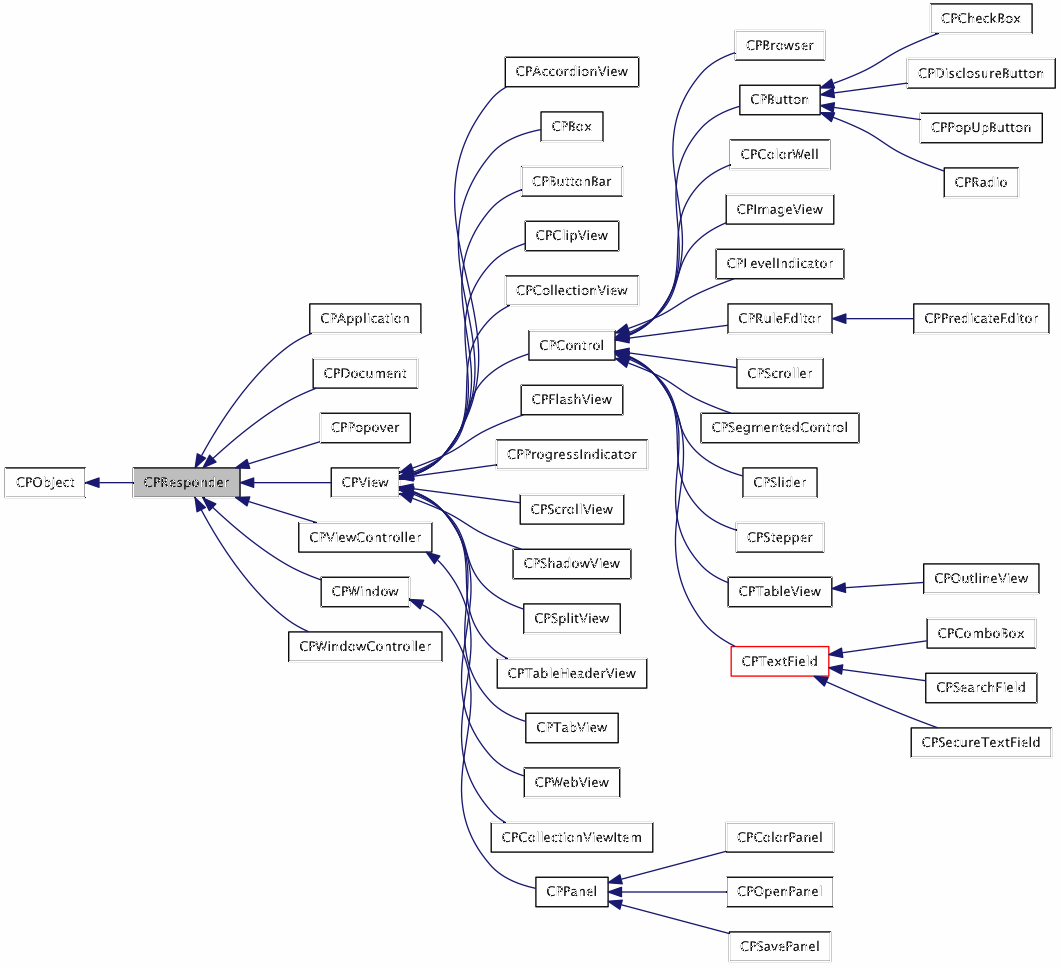 CPObject
CPResponder
CPApplication
CPDocument
CPPopover
CPView
CPViewController
CPWindow
CPWindowController
CPAccordionView
CPBox
CPButtonBar
CPClipView
CPCollectionView
CPControl
CPFlashView
CPProgressIndicator
CPScrollView
CPShadowView
CPSplitView
CPTableHeaderView
CPTabView
CPWebView
CPCollectionViewItem
CPPanel
CPBrowser
CPButton
CPColorWell
CPImageView
CPLevelIndicator
CPRuleEditor
CPScroller
CPSegmentedControl
CPSlider
CPStepper
CPTableView
CPTextField
CPColorPanel
CPOpenPanel
CPSavePanel
CPCheckBox
CPDisclosureButton
CPPopUpButton
CPRadio
CPPredicateEditor
CPOutlineView
CPComboBox
CPSearchField
CPSecureTextField